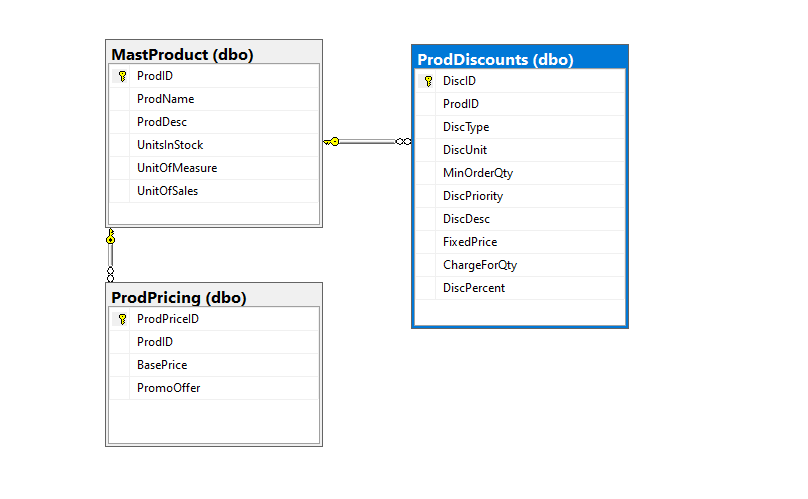 MastProduct (dbo)
ProdID
ProdName
ProdDesc
UnitsInStock
UnitOfMeasure
UnitOfSales
ProdDiscounts (dbo)
DiscID
ProdID
DiscType
DiscUnit
MinOrderQty
DiscPriority
DiscDesc
FixedPrice
ChargeForQty
DiscPercent
ProdPricing (dbo)
ProdPriceID
ProdID
BasePrice
PromoOffer